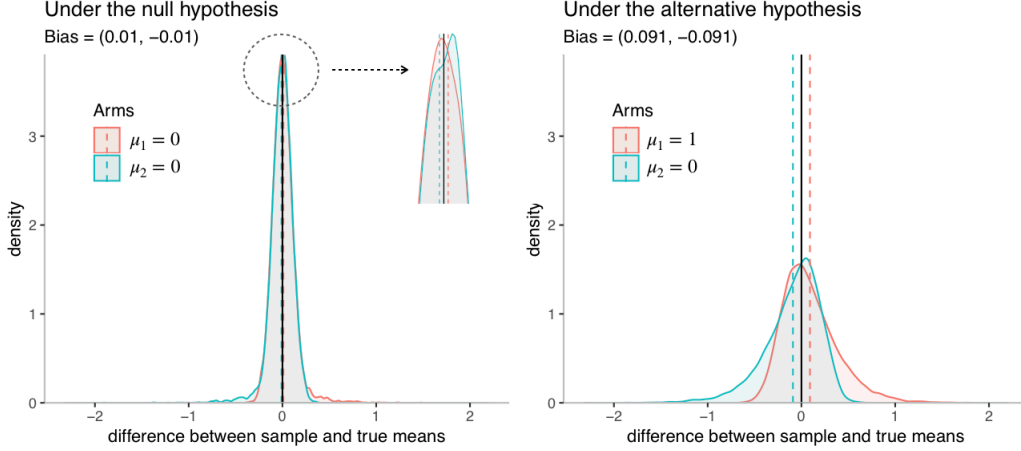 Under the null hypothesis
Bias = (0.01, −0.01)
Arms
μ₁ = 0
μ₂ = 0
density
3
2
1
0
−2
−1
0
1
2
difference between sample and true means
Under the alternative hypothesis
Bias = (0.091, −0.091)
Arms
μ₁ = 1
μ₂ = 0
density
3
2
1
0
−2
−1
0
1
2
difference between sample and true means